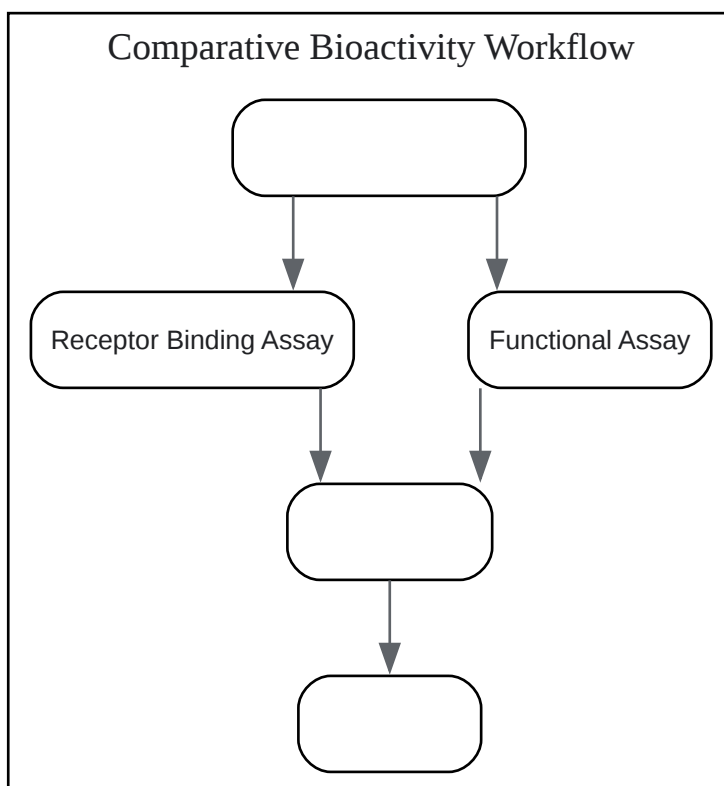 Comparative Bioactivity Workflow
Receptor Binding Assay
Functional Assay